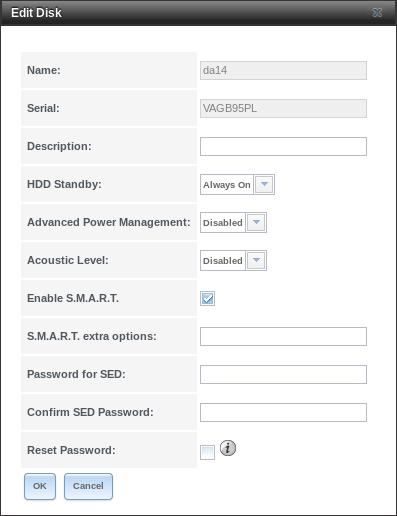 Edit Disk
Name: da14
Serial: VAGB95PL
Description:
HDD Standby: Always On
Advanced Power Management: Disabled
Acoustic Level: Disabled
Enable S.M.A.R.T.
S.M.A.R.T. extra options:
Password for SED:
Confirm SED Password:
Reset Password:
OK Cancel